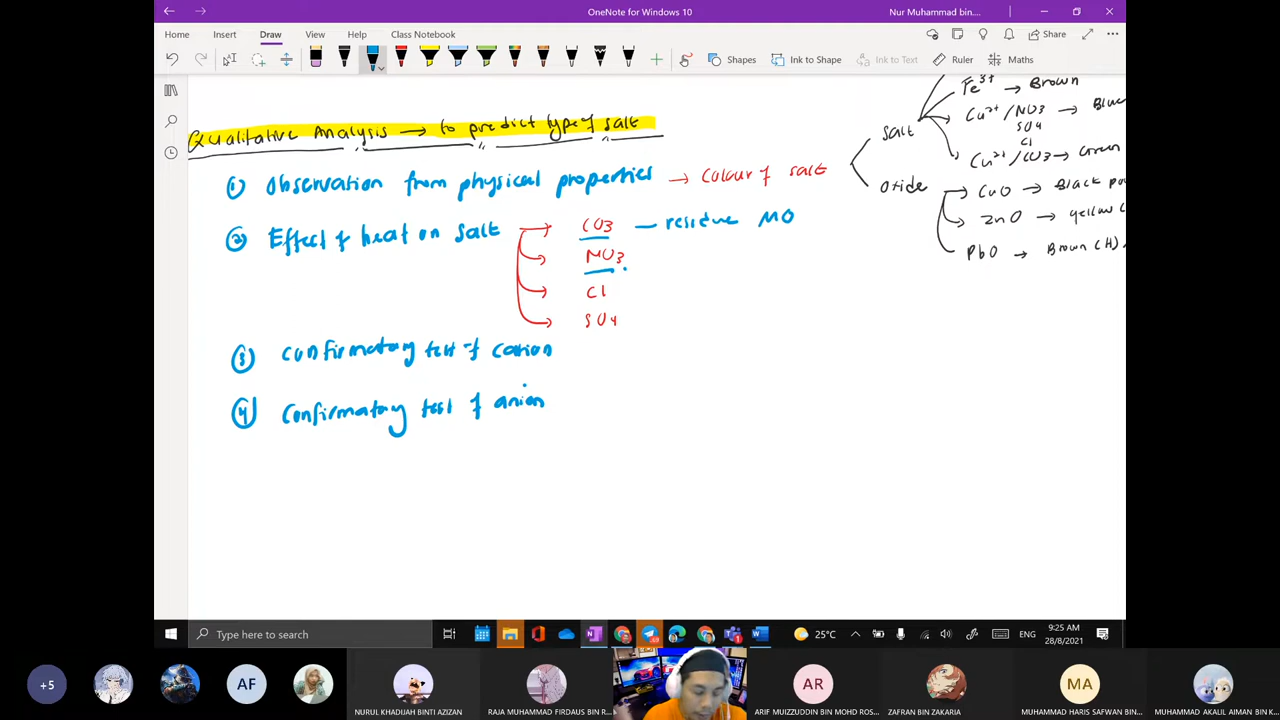 OneNote for Windows 10
Nur Muhammad bin....
Home Insert Draw View Help Class Notebook
Share
Shapes
Ink to Shape
Ink to Text
Ruler
Maths
Qualitative Analysis → to predict type of salt
① Observation from physical properties → Colour of salt
② Effect of heat on salt
CO3 — residue MO
NO3
Cl
SO4
③ Confirmatory test of cation
④ Confirmatory test of anion
Salt
Fe3+ → Brown
Cu2+ / NO3 →
SO4
Cl
Cu2+ / CO3 → Green
Oxide
CuO → Black
ZnO → yellow
PbO → Brown (H)
Type here to search
25°C
ENG
9:25 AM
28/8/2021
+5
AF
AR
MA
NURUL KHADIJAH BINTI AZIZAN
RAJA MUHAMMAD FIRDAUS BIN R...
ARIF MUIZZUDDIN BIN MOHD ROS...
ZAFRAN BIN ZAKARIA
MUHAMMAD HARIS SAFWAN BIN...
MUHAMMAD AKALIL AIMAN BIN K...